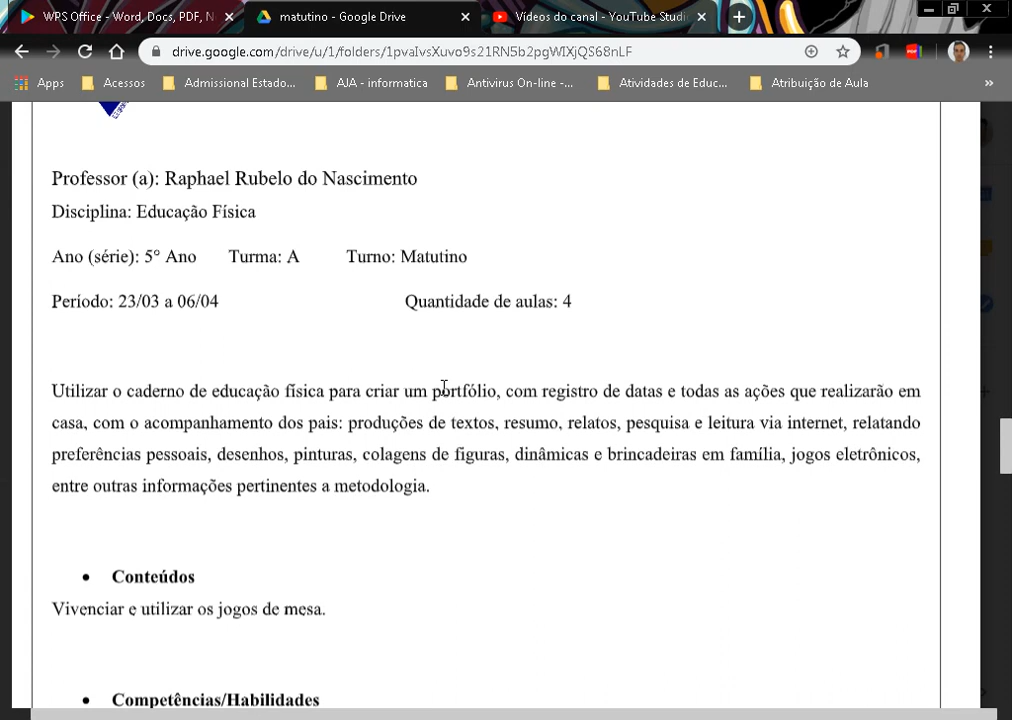 WPS Office - Word, Docs, PDF, N
matutino - Google Drive
Vídeos do canal - YouTube Studi
drive.google.com/drive/u/1/folders/1pvaIvsXuvo9s21RN5b2pgWIXjQS68nLF
Apps
Acessos
Admissional Estado...
AJA - informatica
Antivirus On-line -...
Atividades de Educ...
Atribuição de Aula
Professor (a): Raphael Rubelo do Nascimento
Disciplina: Educação Física
Ano (série): 5° Ano Turma: A Turno: Matutino
Período: 23/03 a 06/04 Quantidade de aulas: 4
Utilizar o caderno de educação física para criar um portfólio, com registro de datas e todas as ações que realizarão em
casa, com o acompanhamento dos pais: produções de textos, resumo, relatos, pesquisa e leitura via internet, relatando
preferências pessoais, desenhos, pinturas, colagens de figuras, dinâmicas e brincadeiras em família, jogos eletrônicos,
entre outras informações pertinentes a metodologia.
• Conteúdos
Vivenciar e utilizar os jogos de mesa.
• Competências/Habilidades